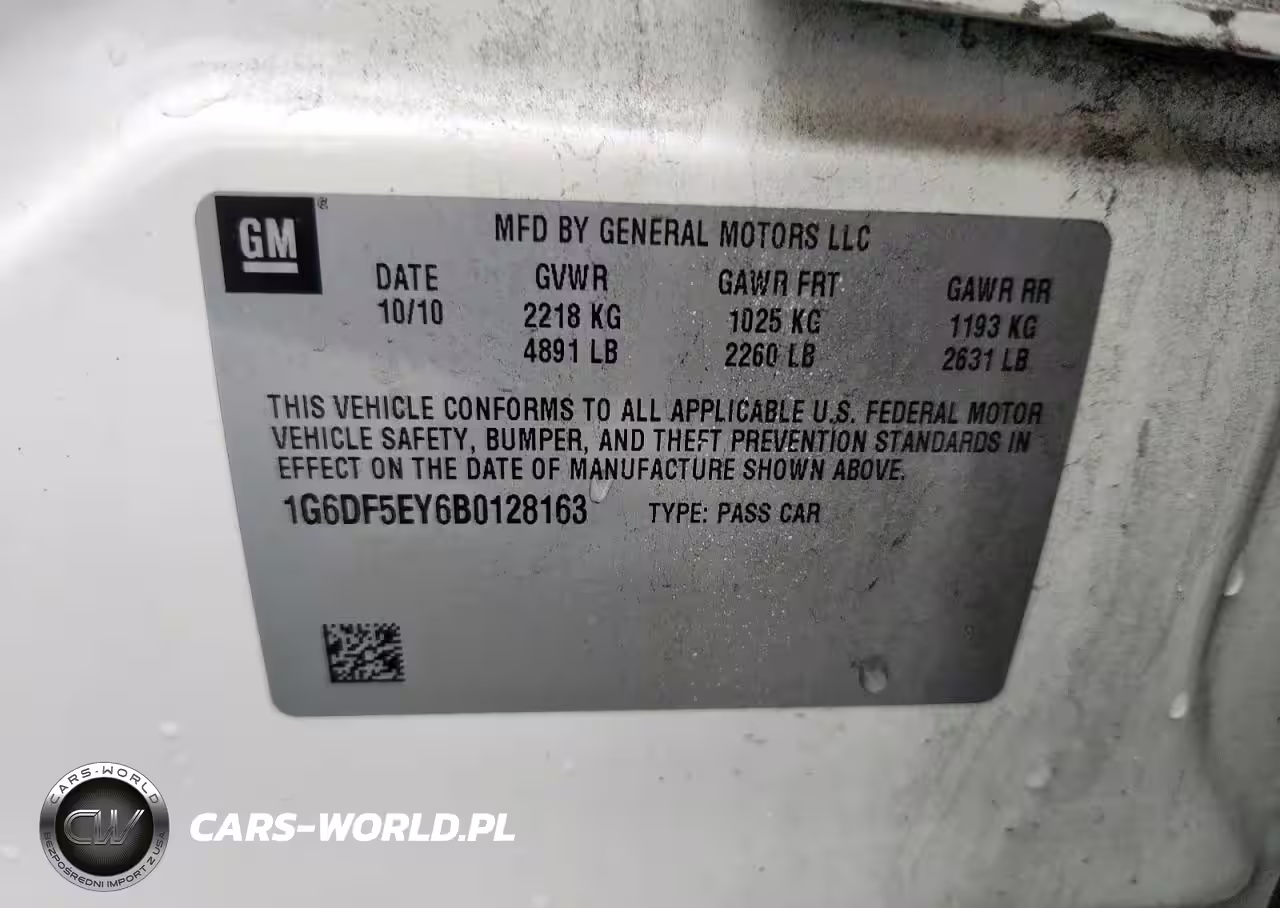 GM ®
MFD BY GENERAL MOTORS LLC
DATE GVWR GAWR FRT GAWR RR
10/10 2218 KG 1025 KG 1193 KG
4891 LB 2260 LB 2631 LB
THIS VEHICLE CONFORMS TO ALL APPLICABLE U.S. FEDERAL MOTOR
VEHICLE SAFETY, BUMPER, AND THEFT PREVENTION STANDARDS IN
EFFECT ON THE DATE OF MANUFACTURE SHOWN ABOVE.
1G6DF5EY6B0128163 TYPE: PASS CAR
CARS-WORLD
CW
BEZPOŚREDNI IMPORT Z USA
CARS-WORLD.PL